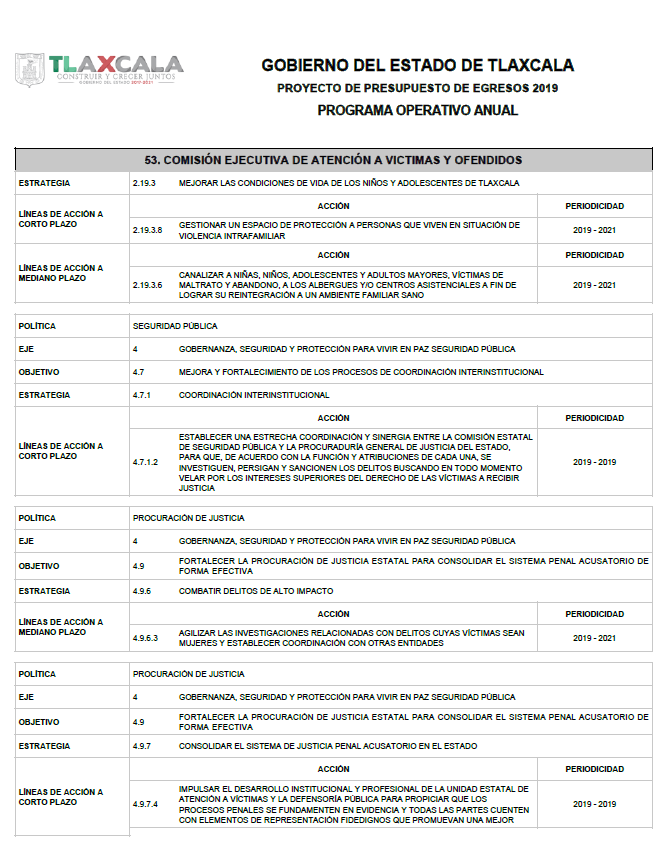 TLAXCALA
CONSTRUIR Y CRECER JUNTOS
GOBIERNO DEL ESTADO 2017-2021
GOBIERNO DEL ESTADO DE TLAXCALA
PROYECTO DE PRESUPUESTO DE EGRESOS 2019
PROGRAMA OPERATIVO ANUAL
53. COMISIÓN EJECUTIVA DE ATENCIÓN A VICTIMAS Y OFENDIDOS
ESTRATEGIA 2.19.3 MEJORAR LAS CONDICIONES DE VIDA DE LOS NIÑOS Y ADOLESCENTES DE TLAXCALA
LÍNEAS DE ACCIÓN A
CORTO PLAZO
ACCIÓN PERIODICIDAD
2.19.3.8 GESTIONAR UN ESPACIO DE PROTECCIÓN A PERSONAS QUE VIVEN EN SITUACIÓN DE
VIOLENCIA INTRAFAMILIAR
2019 - 2021
LÍNEAS DE ACCIÓN A
MEDIANO PLAZO
ACCIÓN PERIODICIDAD
2.19.3.6 CANALIZAR A NIÑAS, NIÑOS, ADOLESCENTES Y ADULTOS MAYORES, VÍCTIMAS DE
MALTRATO Y ABANDONO, A LOS ALBERGUES Y/O CENTROS ASISTENCIALES A FIN DE
LOGRAR SU REINTEGRACIÓN A UN AMBIENTE FAMILIAR SANO
2019 - 2021
POLÍTICA SEGURIDAD PÚBLICA
EJE 4 GOBERNANZA, SEGURIDAD Y PROTECCIÓN PARA VIVIR EN PAZ SEGURIDAD PÚBLICA
OBJETIVO 4.7 MEJORA Y FORTALECIMIENTO DE LOS PROCESOS DE COORDINACIÓN INTERINSTITUCIONAL
ESTRATEGIA 4.7.1 COORDINACIÓN INTERINSTITUCIONAL
LÍNEAS DE ACCIÓN A
CORTO PLAZO
ACCIÓN PERIODICIDAD
4.7.1.2 ESTABLECER UNA ESTRECHA COORDINACIÓN Y SINERGIA ENTRE LA COMISIÓN ESTATAL
DE SEGURIDAD PÚBLICA Y LA PROCURADURÍA GENERAL DE JUSTICIA DEL ESTADO,
PARA QUE, DE ACUERDO CON LA FUNCIÓN Y ATRIBUCIONES DE CADA UNA, SE
INVESTIGUEN, PERSIGAN Y SANCIONEN LOS DELITOS BUSCANDO EN TODO MOMENTO
VELAR POR LOS INTERESES SUPERIORES DEL DERECHO DE LAS VÍCTIMAS A RECIBIR
JUSTICIA
2019 - 2019
POLÍTICA PROCURACIÓN DE JUSTICIA
EJE 4 GOBERNANZA, SEGURIDAD Y PROTECCIÓN PARA VIVIR EN PAZ SEGURIDAD PÚBLICA
OBJETIVO 4.9 FORTALECER LA PROCURACIÓN DE JUSTICIA ESTATAL PARA CONSOLIDAR EL SISTEMA PENAL ACUSATORIO DE
FORMA EFECTIVA
ESTRATEGIA 4.9.6 COMBATIR DELITOS DE ALTO IMPACTO
LÍNEAS DE ACCIÓN A
MEDIANO PLAZO
ACCIÓN PERIODICIDAD
4.9.6.3 AGILIZAR LAS INVESTIGACIONES RELACIONADAS CON DELITOS CUYAS VÍCTIMAS SEAN
MUJERES Y ESTABLECER COORDINACIÓN CON OTRAS ENTIDADES
2019 - 2021
POLÍTICA PROCURACIÓN DE JUSTICIA
EJE 4 GOBERNANZA, SEGURIDAD Y PROTECCIÓN PARA VIVIR EN PAZ SEGURIDAD PÚBLICA
OBJETIVO 4.9 FORTALECER LA PROCURACIÓN DE JUSTICIA ESTATAL PARA CONSOLIDAR EL SISTEMA PENAL ACUSATORIO DE
FORMA EFECTIVA
ESTRATEGIA 4.9.7 CONSOLIDAR EL SISTEMA DE JUSTICIA PENAL ACUSATORIO EN EL ESTADO
LÍNEAS DE ACCIÓN A
CORTO PLAZO
ACCIÓN PERIODICIDAD
4.9.7.4 IMPULSAR EL DESARROLLO INSTITUCIONAL Y PROFESIONAL DE LA UNIDAD ESTATAL DE
ATENCIÓN A VÍCTIMAS Y LA DEFENSORÍA PÚBLICA PARA PROPICIAR QUE LOS
PROCESOS PENALES SE FUNDAMENTEN EN EVIDENCIA Y TODAS LAS PARTES CUENTEN
CON ELEMENTOS DE REPRESENTACIÓN FIDEDIGNOS QUE PROMUEVAN UNA MEJOR
2019 - 2019